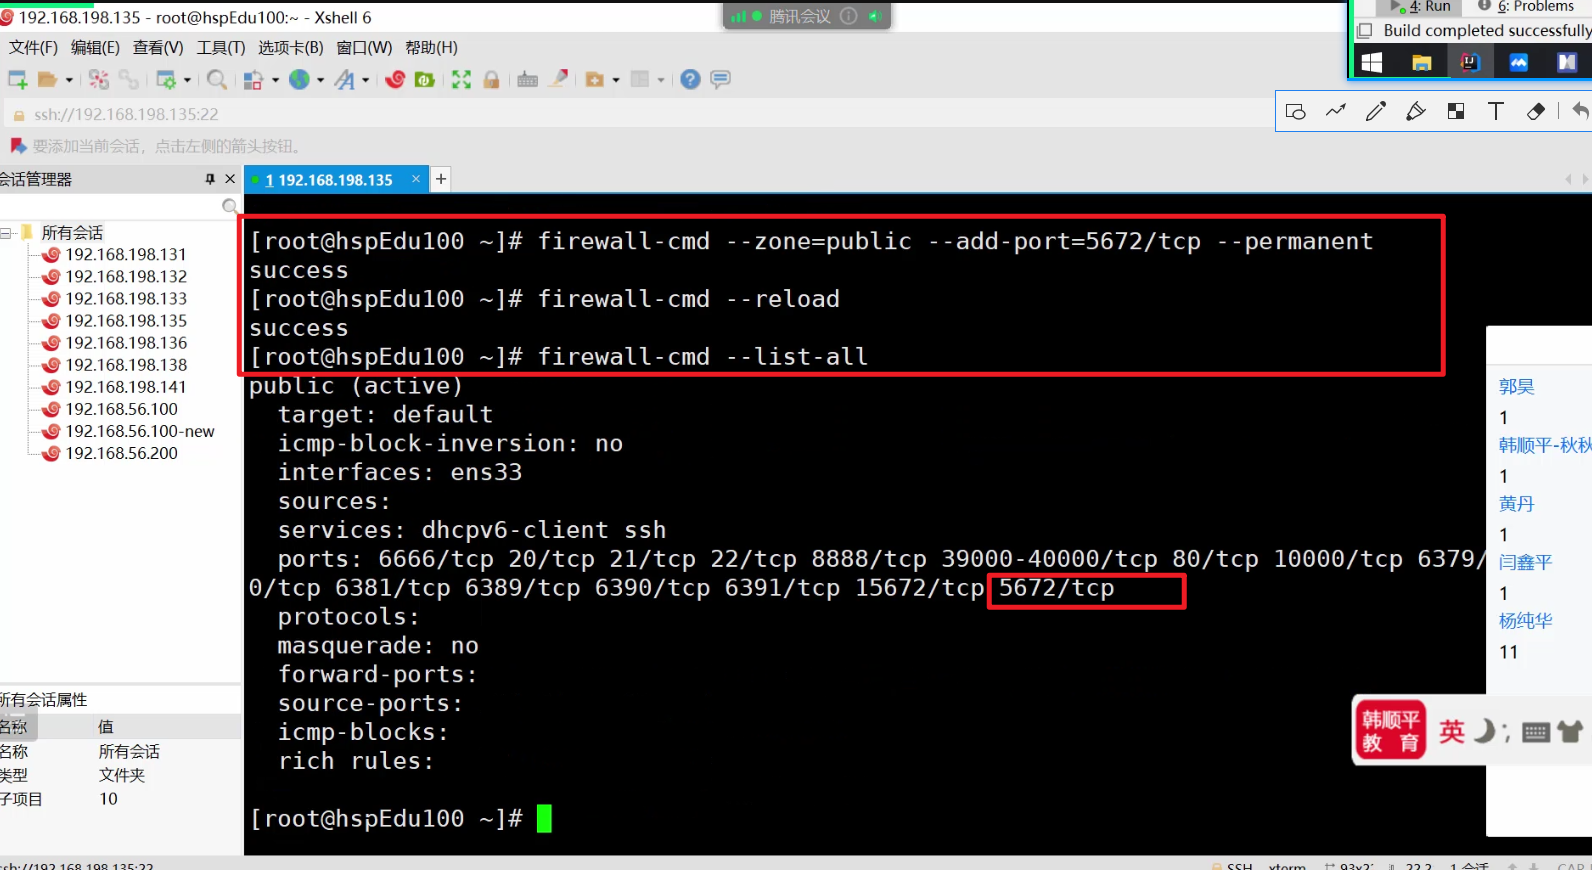 192.168.198.135 - root@hspEdu100:~ - Xshell 6
腾讯会议
4: Run
6: Problems
Build completed successfully
文件(F) 编辑(E) 查看(V) 工具(T) 选项卡(B) 窗口(W) 帮助(H)
ssh://192.168.198.135:22
要添加当前会话，点击左侧的箭头按钮。
会话管理器
1 192.168.198.135
所有会话
192.168.198.131
192.168.198.132
192.168.198.133
192.168.198.135
192.168.198.136
192.168.198.138
192.168.198.141
192.168.56.100
192.168.56.100-new
192.168.56.200
所有会话属性
名称 值
名称 所有会话
类型 文件夹
子项目 10
[root@hspEdu100 ~]# firewall-cmd --zone=public --add-port=5672/tcp --permanent
success
[root@hspEdu100 ~]# firewall-cmd --reload
success
[root@hspEdu100 ~]# firewall-cmd --list-all
public (active)
target: default
icmp-block-inversion: no
interfaces: ens33
sources:
services: dhcpv6-client ssh
ports: 6666/tcp 20/tcp 21/tcp 22/tcp 8888/tcp 39000-40000/tcp 80/tcp 10000/tcp 6379/
0/tcp 6381/tcp 6389/tcp 6390/tcp 6391/tcp 15672/tcp 5672/tcp
protocols:
masquerade: no
forward-ports:
source-ports:
icmp-blocks:
rich rules:
[root@hspEdu100 ~]#
郭昊
1
韩顺平-秋秋
1
黄丹
1
闫鑫平
1
杨纯华
11
韩顺平
教育
英
ssh://192.168.198.135:22
SSH xterm 22,2 1 会话